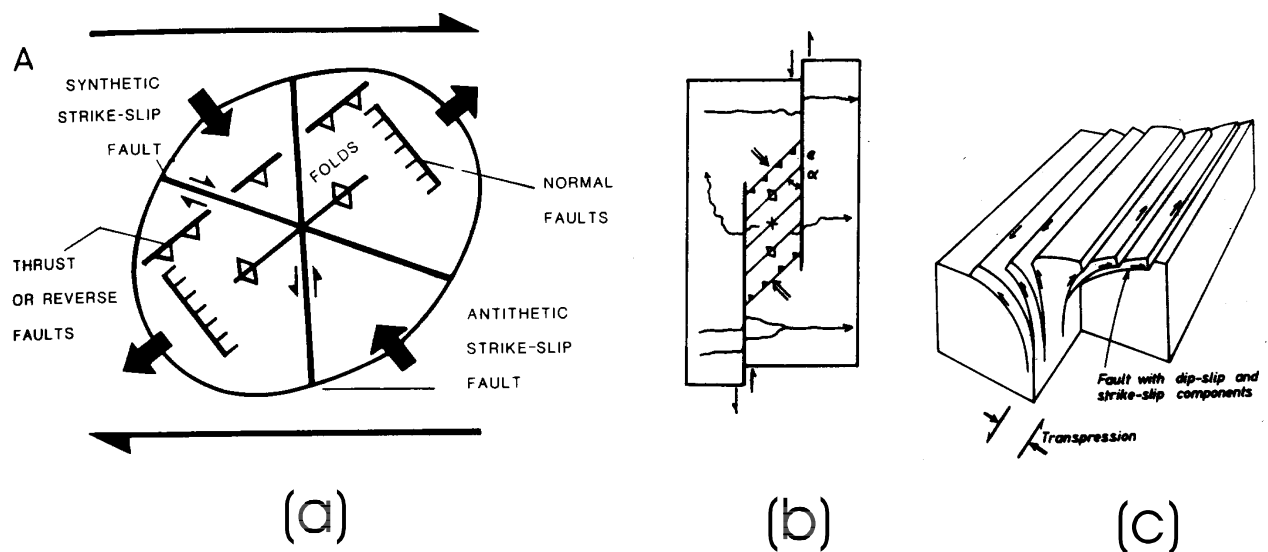 A
SYNTHETIC
STRIKE-SLIP
FAULT
FOLDS
NORMAL
FAULTS
THRUST
OR REVERSE
FAULTS
ANTITHETIC
STRIKE-SLIP
FAULT
(a)
ε
α
(b)
Fault with dip-slip and
strike-slip components
Transpression
(c)